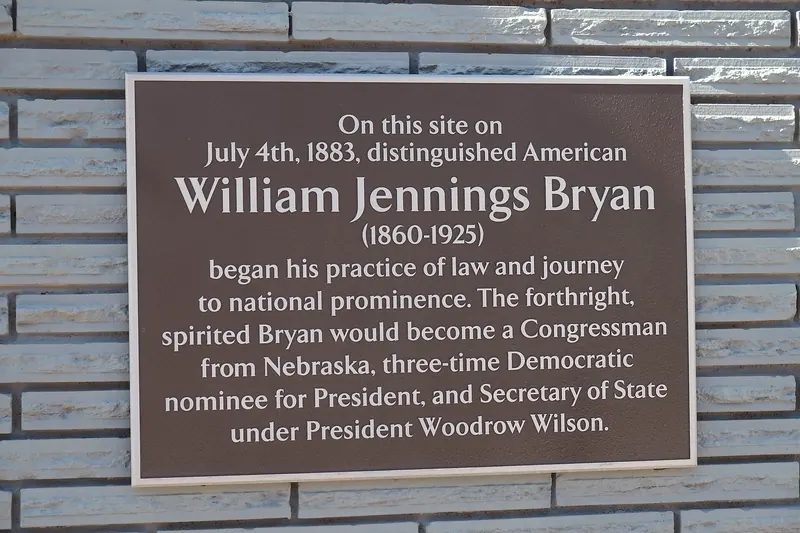 On this site on
July 4th, 1883, distinguished American
William Jennings Bryan
(1860-1925)
began his practice of law and journey
to national prominence. The forthright,
spirited Bryan would become a Congressman
from Nebraska, three-time Democratic
nominee for President, and Secretary of State
under President Woodrow Wilson.